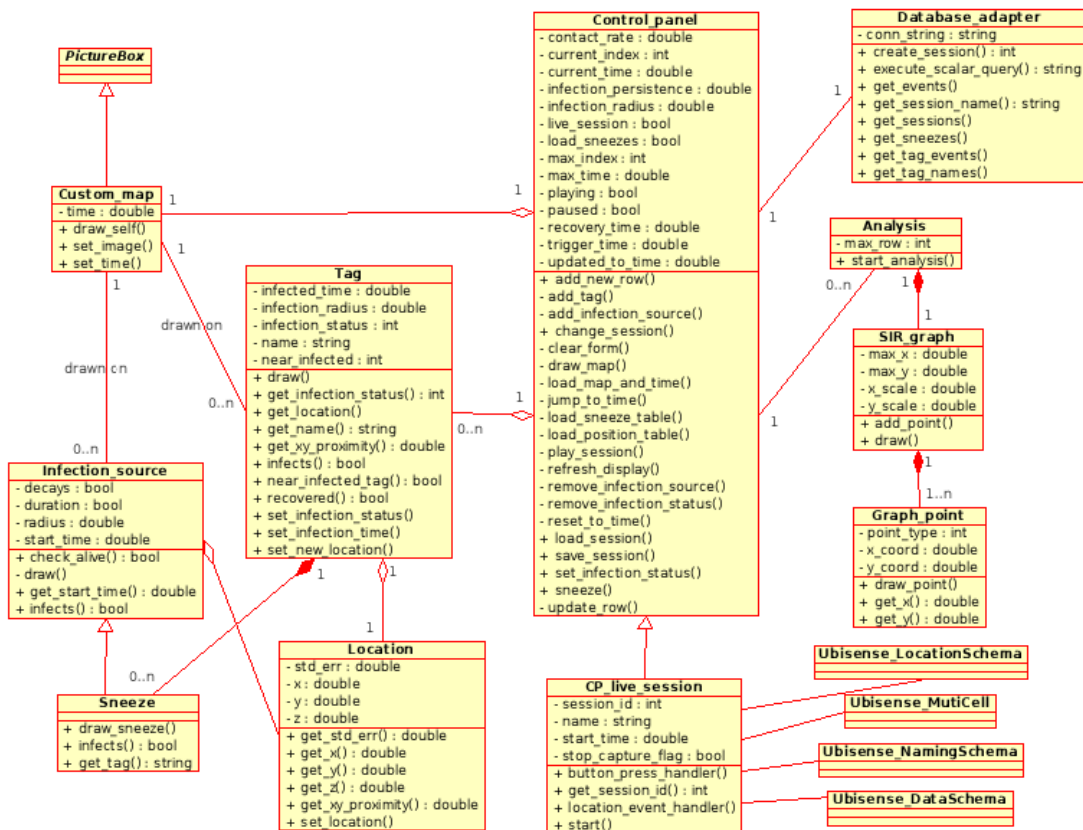 PictureBox
Custom_map
- time : double
+ draw_self()
+ set_image()
+ set_time()
1
1
1
drawn on
0..n
drawn on
0..n
Tag
- infected_time : double
- infection_radius : double
- infection_status : int
- name : string
- near_infected : int
+ draw()
+ get_infection_status() : int
+ get_location()
+ get_name() : string
+ get_xy_proximity() : double
+ infects() : bool
+ near_infected_tag() : bool
+ recovered() : bool
+ set_infection_status()
+ set_infection_time()
+ set_new_location()
1
1
0..n
1
1
0..n
1
Infection_source
- decays : bool
- duration : bool
- radius : double
- start_time : double
+ check_alive() : bool
- draw()
+ get_start_time() : double
+ infects() : bool
Sneeze
+ draw_sneeze()
+ infects() : bool
+ get_tag() : string
Location
- std_err : double
- x : double
- y : double
- z : double
+ get_std_err() : double
+ get_x() : double
+ get_y() : double
+ get_z() : double
+ get_xy_proximity() : double
+ set_location()
Control_panel
- contact_rate : double
- current_index : int
- current_time : double
- infection_persistence : double
- infection_radius : double
- live_session : bool
- load_sneezes : bool
- max_index : int
- max_time : double
- playing : bool
- paused : bool
- recovery_time : double
- trigger_time : double
- updated_to_time : double
+ add_new_row()
- add_tag()
- add_infection_source()
+ change_session()
- clear_form()
- draw_map()
- load_map_and_time()
- jump_to_time()
- load_sneeze_table()
- load_position_table()
- play_session()
- refresh_display()
- remove_infection_source()
- remove_infection_status()
- reset_to_time()
+ load_session()
+ save_session()
+ set_infection_status()
+ sneeze()
- update_row()
CP_live_session
- session_id : int
- name : string
- start_time : double
- stop_capture_flag : bool
+ button_press_handler()
+ get_session_id() : int
+ location_event_handler()
+ start()
Database_adapter
- conn_string : string
+ create_session() : int
+ execute_scalar_query() : string
+ get_events()
+ get_session_name() : string
+ get_sessions()
+ get_sneezes()
+ get_tag_events()
+ get_tag_names()
1
1
Analysis
- max_row : int
+ start_analysis()
0..n
1
1
1
SIR_graph
- max_x : double
- max_y : double
- x_scale : double
- y_scale : double
+ add_point()
+ draw()
1
1..n
Graph_point
- point_type : int
- x_coord : double
- y_coord : double
+ draw_point()
+ get_x() : double
+ get_y() : double
Ubisense_LocationSchema
Ubisense_MutiCell
Ubisense_NamingSchema
Ubisense_DataSchema